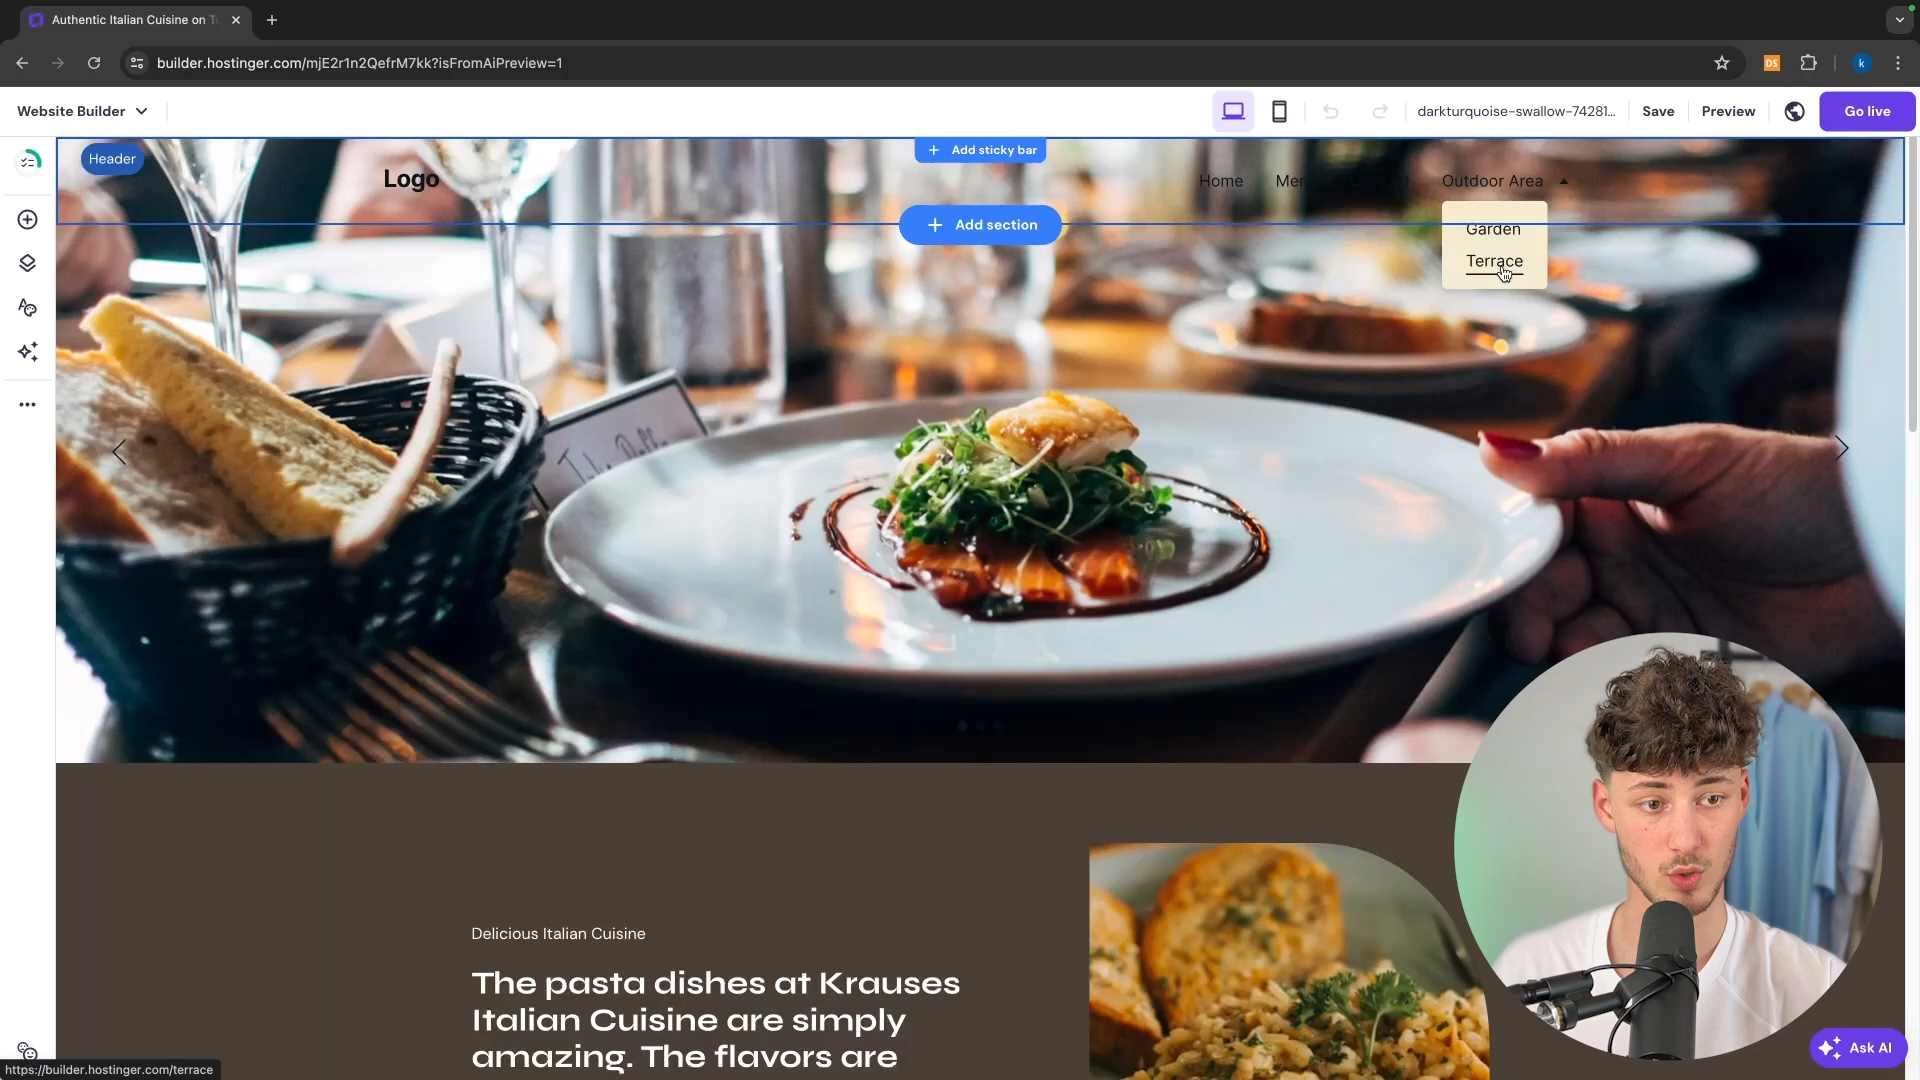 Authentic Italian Cuisine on
builder.hostinger.com/mjE2r1n2QefrM7kk?isFromAiPreview=1
DS
k
Website Builder
darkturquoise-swallow-74281...
Save
Preview
Go live
Header
Add sticky bar
Logo
Home
Outdoor Area
Add section
Garden
Terrace
Delicious Italian Cuisine
The pasta dishes at Krauses
Italian Cuisine are simply
amazing. The flavors are
Ask AI
https://builder.hostinger.com/terrace